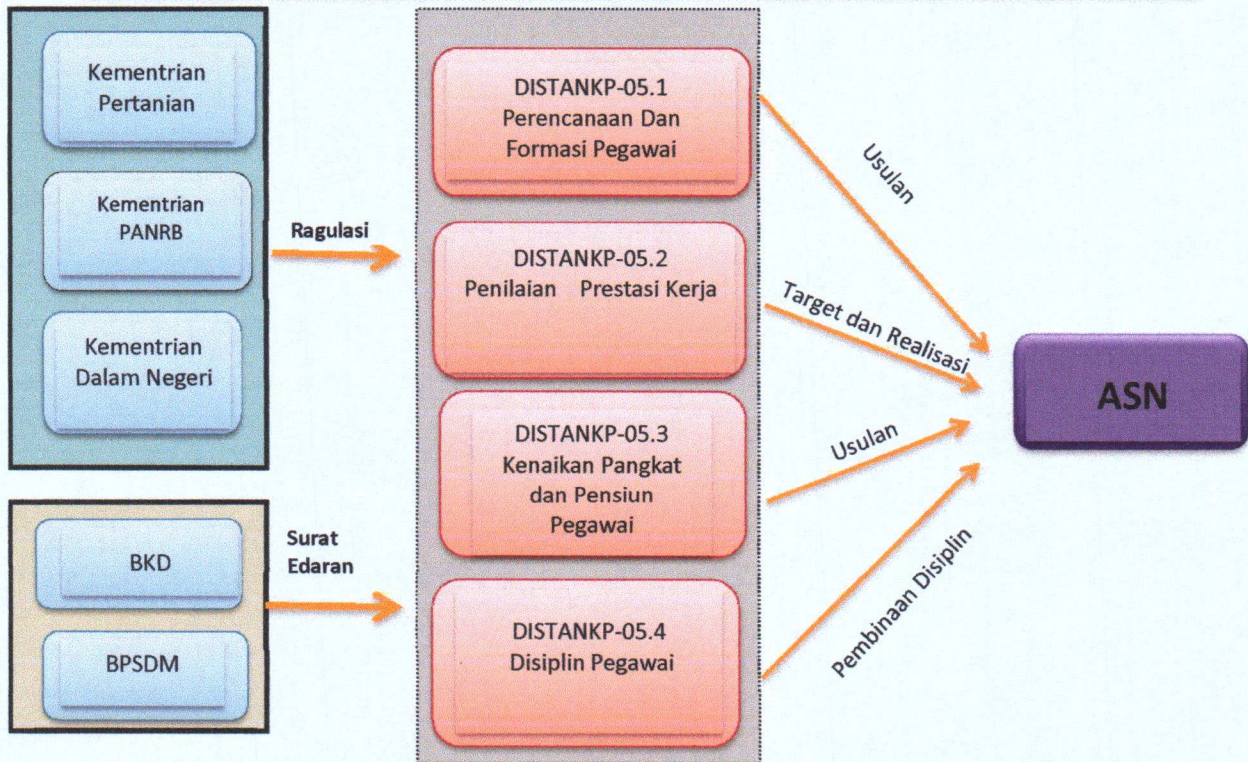 Kementrian
Pertanian
Kementrian
PANRB
Kementrian
Dalam Negeri
Ragulasi
BKD
BPSDM
Surat
Edaran
DISTANKP-05.1
Perencanaan Dan
Formasi Pegawai
DISTANKP-05.2
Penilaian Prestasi Kerja
DISTANKP-05.3
Kenaikan Pangkat
dan Pensiun
Pegawai
DISTANKP-05.4
Disiplin Pegawai
Usulan
Target dan Realisasi
Usulan
Pembinaan Disiplin
ASN